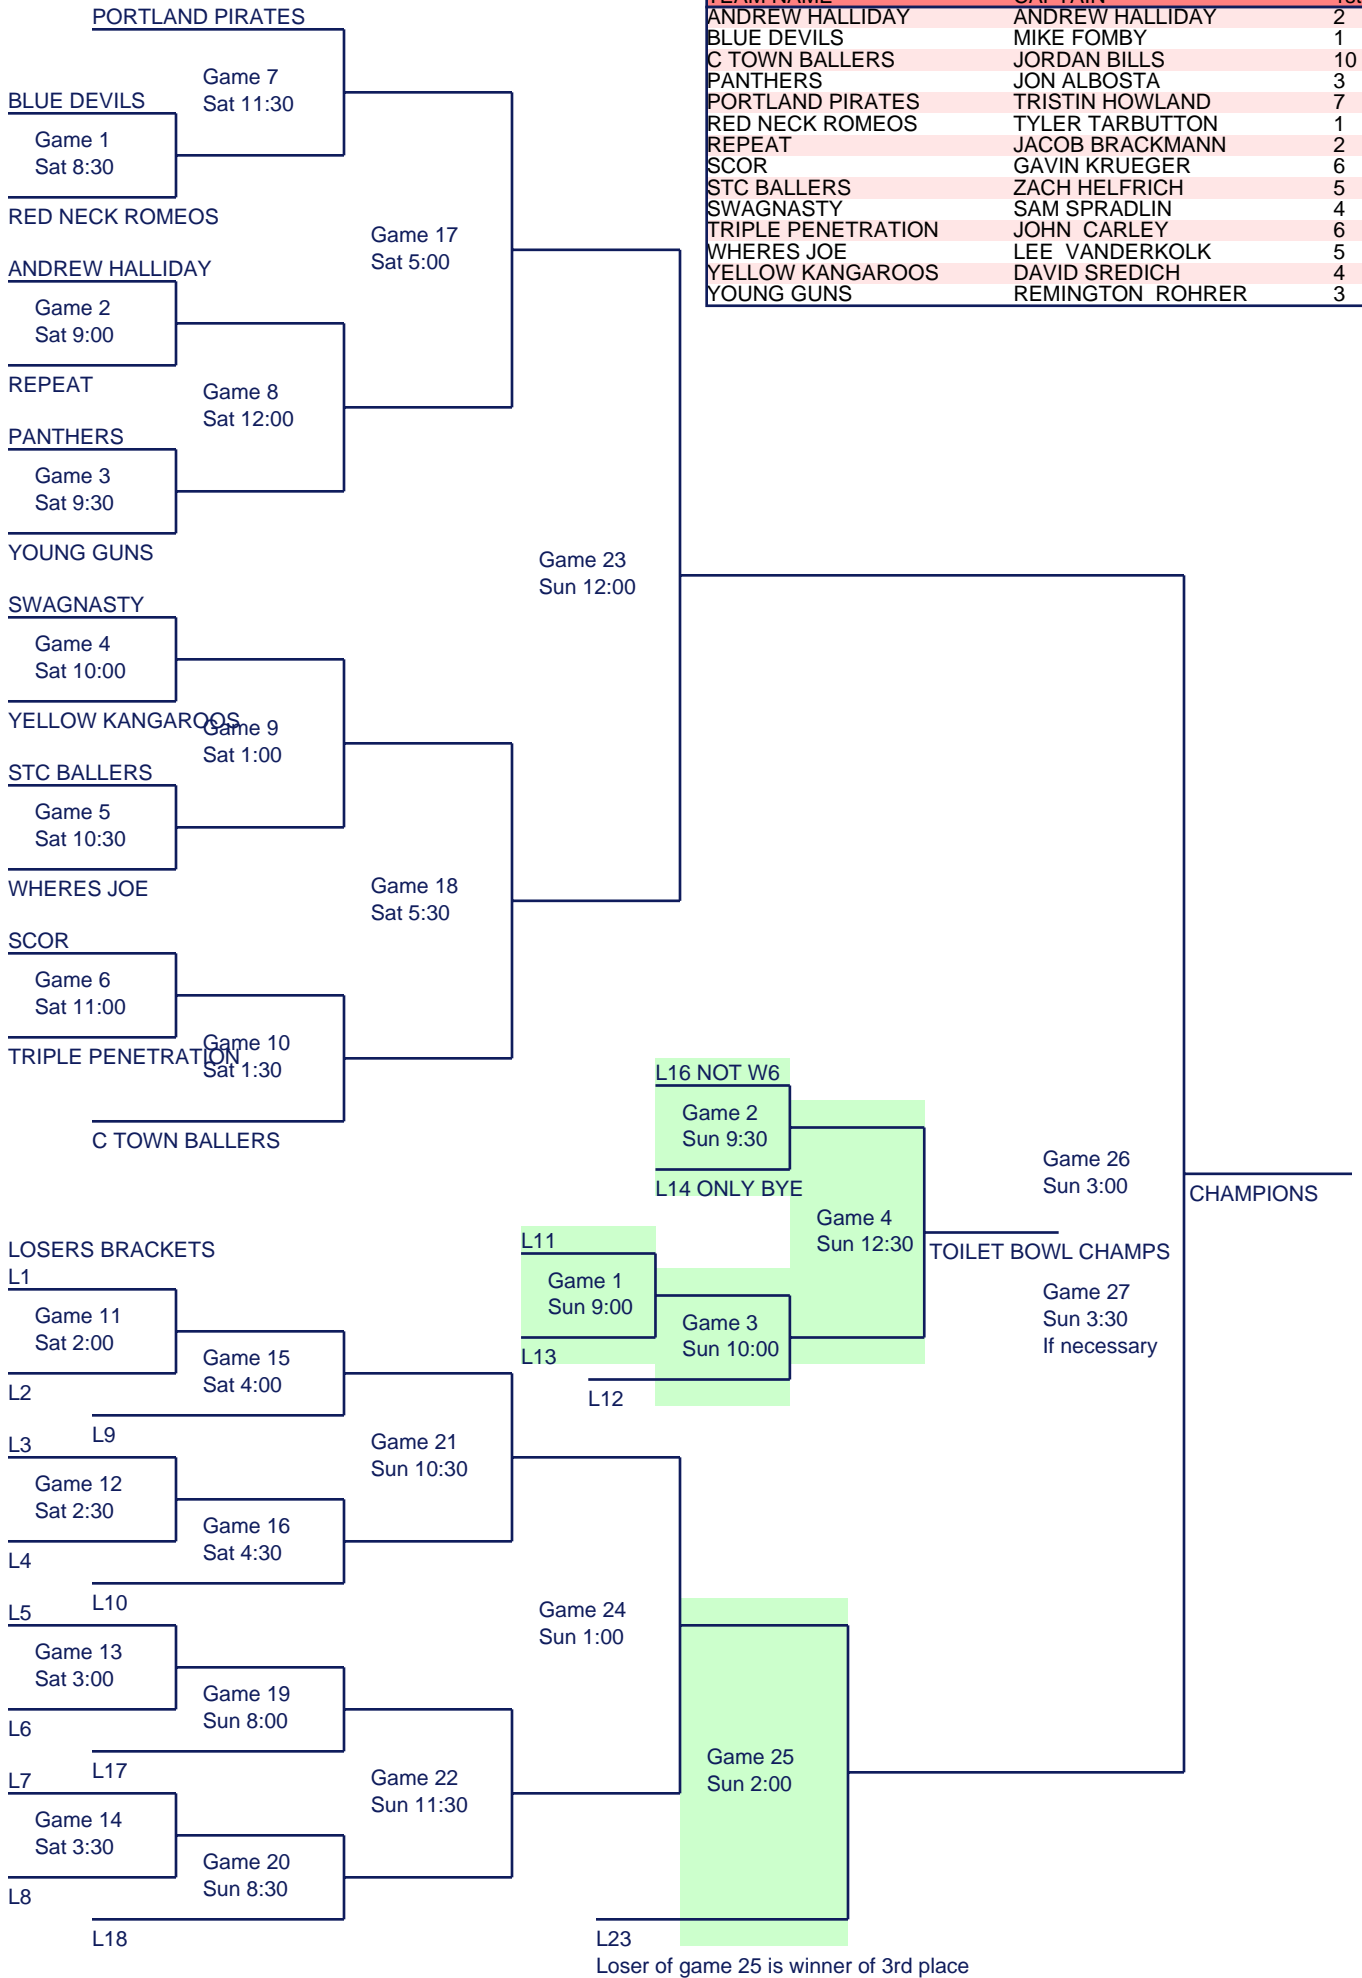 PORTLAND PIRATES
Game 7
Sat 11:30
BLUE DEVILS
Game 1
Sat 8:30
RED NECK ROMEOS
Game 17
Sat 5:00
ANDREW HALLIDAY
Game 2
Sat 9:00
REPEAT
Game 8
Sat 12:00
PANTHERS
Game 3
Sat 9:30
YOUNG GUNS
Game 23
Sun 12:00
SWAGNASTY
Game 4
Sat 10:00
YELLOW KANGAROOS
Game 9
Sat 1:00
STC BALLERS
Game 5
Sat 10:30
WHERES JOE
Game 18
Sat 5:30
SCOR
Game 6
Sat 11:00
TRIPLE PENETRATION
Game 10
Sat 1:30
C TOWN BALLERS
TEAM NAME CAPTAIN
ANDREW HALLIDAY ANDREW HALLIDAY 2
BLUE DEVILS MIKE FOMBY 1
C TOWN BALLERS JORDAN BILLS 10
PANTHERS JON ALBOSTA 3
PORTLAND PIRATES TRISTIN HOWLAND 7
RED NECK ROMEOS TYLER TARBUTTON 1
REPEAT JACOB BRACKMANN 2
SCOR GAVIN KRUEGER 6
STC BALLERS ZACH HELFRICH 5
SWAGNASTY SAM SPRADLIN 4
TRIPLE PENETRATION JOHN CARLEY 6
WHERES JOE LEE VANDERKOLK 5
YELLOW KANGAROOS DAVID SREDICH 4
YOUNG GUNS REMINGTON ROHRER 3
L16 NOT W6
Game 2
Sun 9:30
L14 ONLY BYE
Game 4
Sun 12:30
L11
Game 1
Sun 9:00
L13
Game 3
Sun 10:00
L12
TOILET BOWL CHAMPS
Game 26
Sun 3:00
CHAMPIONS
Game 27
Sun 3:30
If necessary
LOSERS BRACKETS
L1
Game 11
Sat 2:00
L2
Game 15
Sat 4:00
L9
L3
Game 12
Sat 2:30
L4
Game 16
Sat 4:30
L10
Game 21
Sun 10:30
L5
Game 13
Sat 3:00
L6
Game 19
Sun 8:00
L17
L7
Game 14
Sat 3:30
L8
Game 20
Sun 8:30
L18
Game 22
Sun 11:30
Game 24
Sun 1:00
Game 25
Sun 2:00
L23
Loser of game 25 is winner of 3rd place